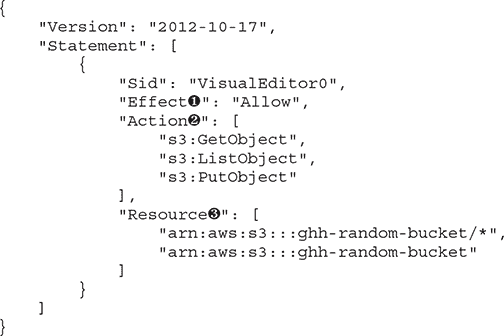 {
    "Version": "2012-10-17",
    "Statement": [
        {
            "Sid": "VisualEditor0",
            "Effect❶": "Allow",
            "Action❷": [
                "s3:GetObject",
                "s3:ListObject",
                "s3:PutObject"
            ],
            "Resource❸": [
                "arn:aws:s3:::ghh-random-bucket/*",
                "arn:aws:s3:::ghh-random-bucket"
            ]
        }
    ]
}